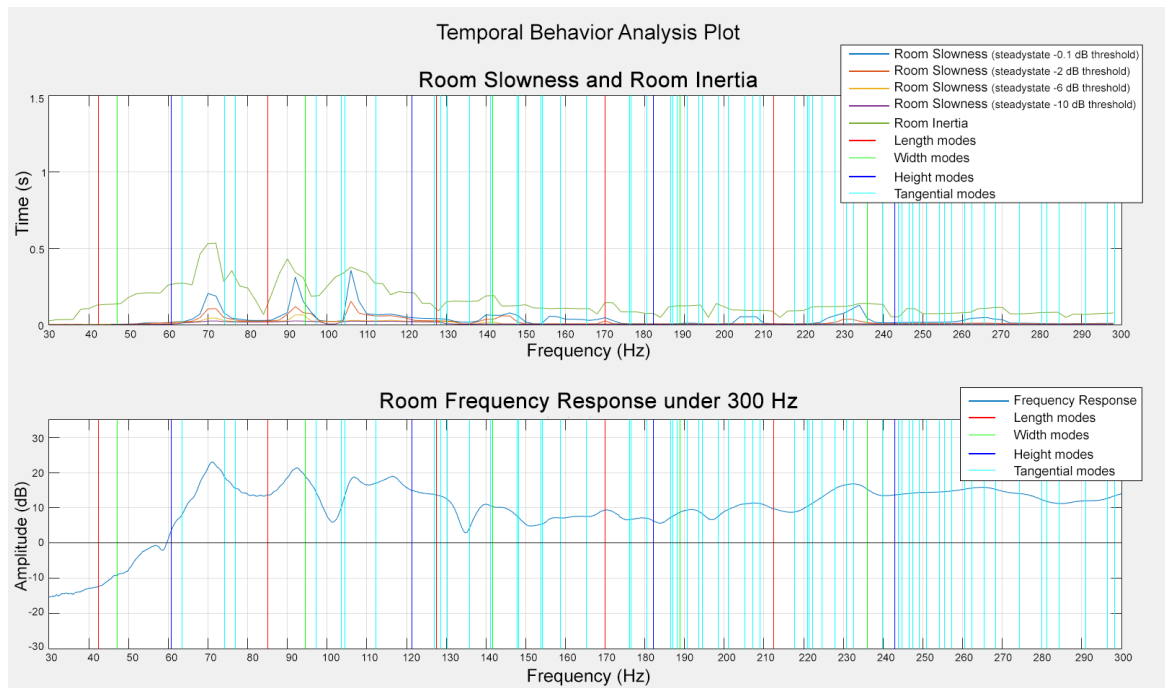 Temporal Behavior Analysis Plot
Room Slowness and Room Inertia
Room Slowness (steadystate -0.1 dB threshold)
Room Slowness (steadystate -2 dB threshold)
Room Slowness (steadystate -6 dB threshold)
Room Slowness (steadystate -10 dB threshold)
Room Inertia
Length modes
Width modes
Height modes
Tangential modes
Time (s)
1.5
1
0.5
0
30 40 50 60 70 80 90 100 110 120 130 140 150 160 170 180 190 200 210 220 230 240 250 260 270 280 290 300
Frequency (Hz)
Room Frequency Response under 300 Hz
Frequency Response
Length modes
Width modes
Height modes
Tangential modes
Amplitude (dB)
30
20
10
0
-10
-20
-30
30 40 50 60 70 80 90 100 110 120 130 140 150 160 170 180 190 200 210 220 230 240 250 260 270 280 290 300
Frequency (Hz)